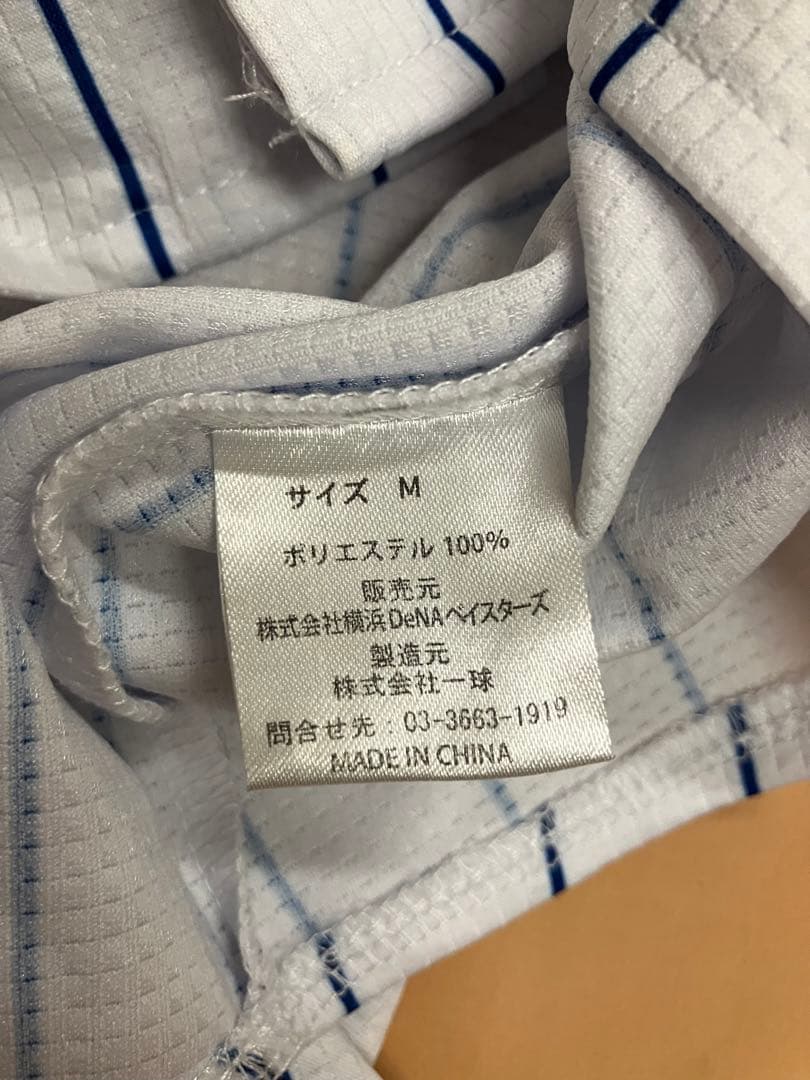 サイズ M
ポリエステル 100%
販売元
株式会社横浜DeNAベイスターズ
製造元
株式会社一球
問合せ先：03-3663-1919
MADE IN CHINA